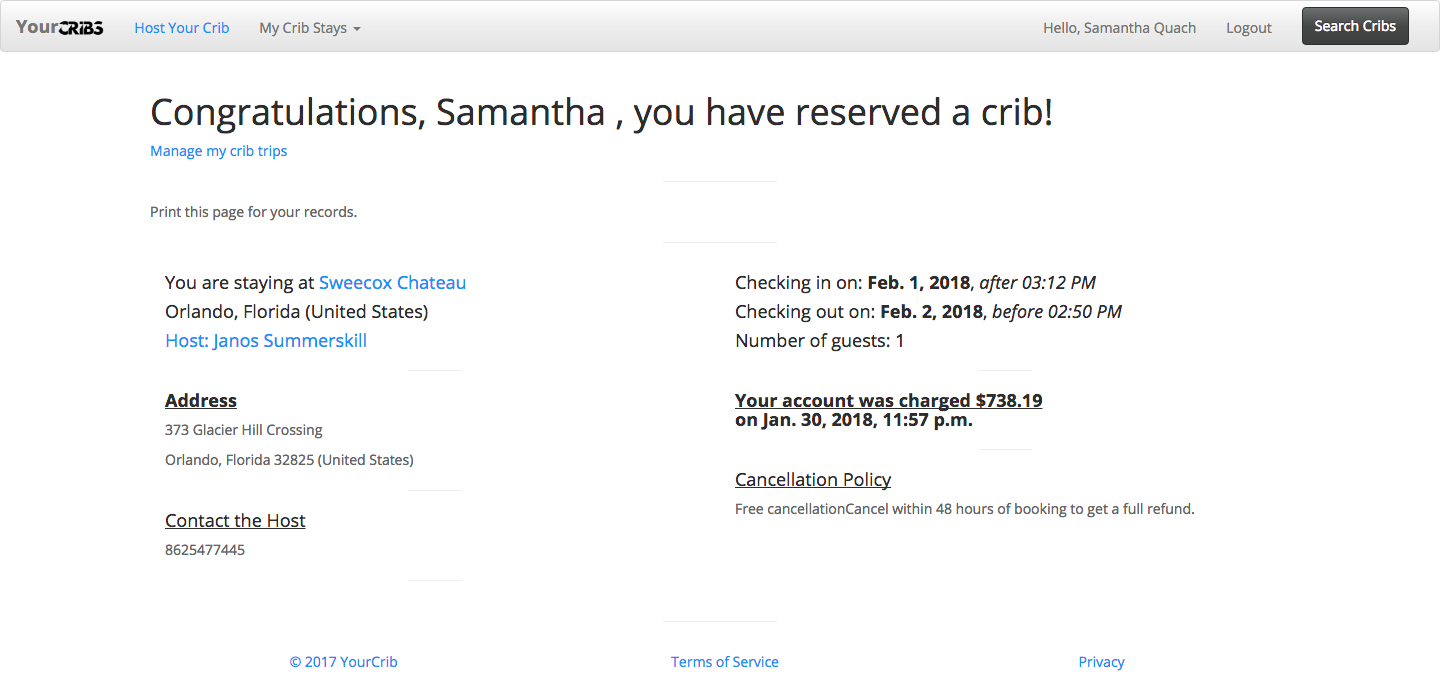 YourCRIBS Host Your Crib My Crib Stays Hello, Samantha Quach Logout Search Cribs
Congratulations, Samantha , you have reserved a crib!
Manage my crib trips
Print this page for your records.
You are staying at Sweecox Chateau
Orlando, Florida (United States)
Host: Janos Summerskill
Address
373 Glacier Hill Crossing
Orlando, Florida 32825 (United States)
Contact the Host
8625477445
Checking in on: Feb. 1, 2018, after 03:12 PM
Checking out on: Feb. 2, 2018, before 02:50 PM
Number of guests: 1
Your account was charged $738.19
on Jan. 30, 2018, 11:57 p.m.
Cancellation Policy
Free cancellationCancel within 48 hours of booking to get a full refund.
© 2017 YourCrib Terms of Service Privacy